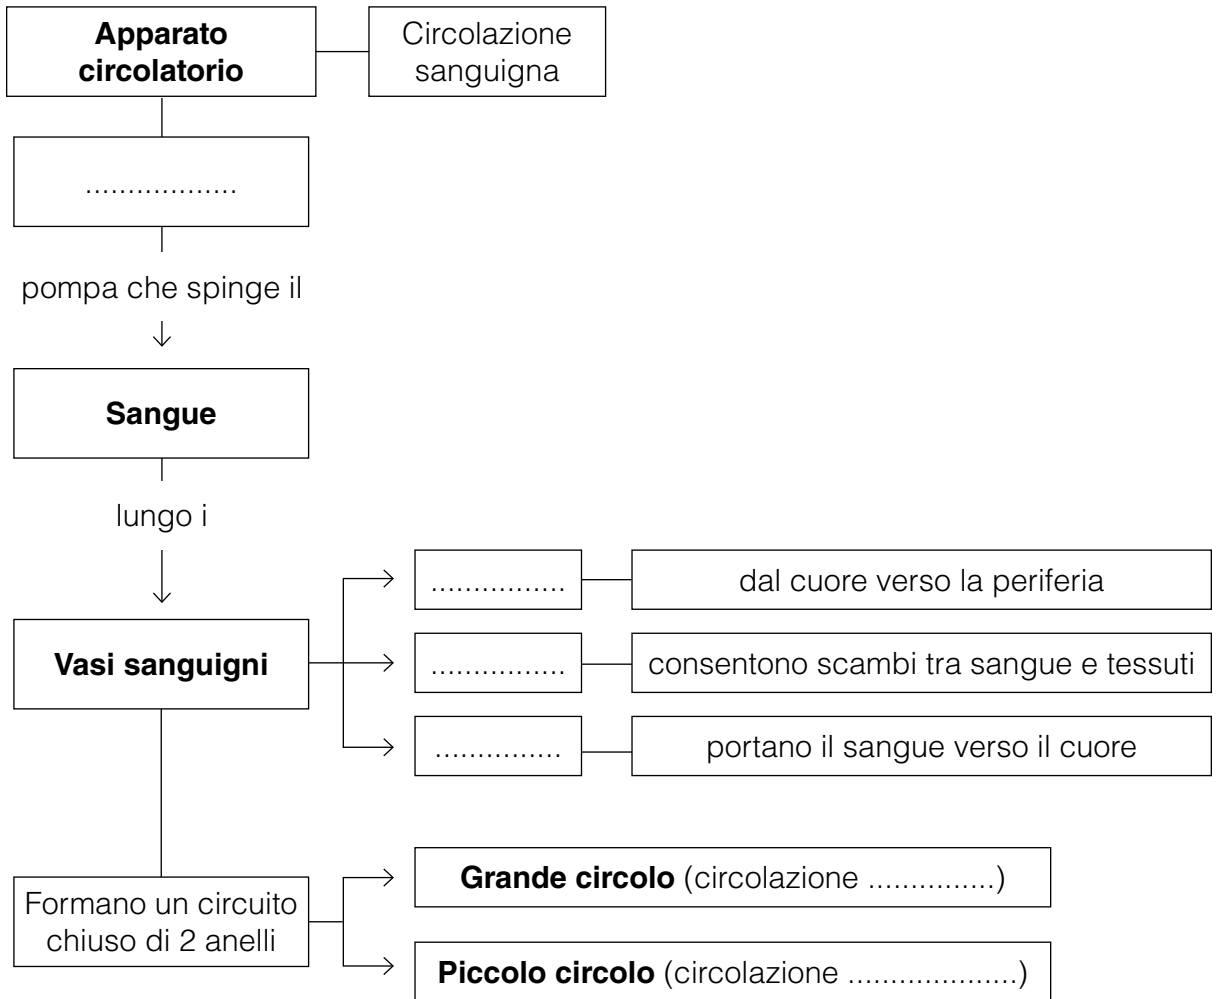 Apparato
circolatorio
Circolazione
sanguigna
..................
pompa che spinge il
Sangue
lungo i
Vasi sanguigni
................
dal cuore verso la periferia
................
consentono scambi tra sangue e tessuti
...............
portano il sangue verso il cuore
Formano un circuito
chiuso di 2 anelli
Grande circolo (circolazione ...............)
Piccolo circolo (circolazione ....................)